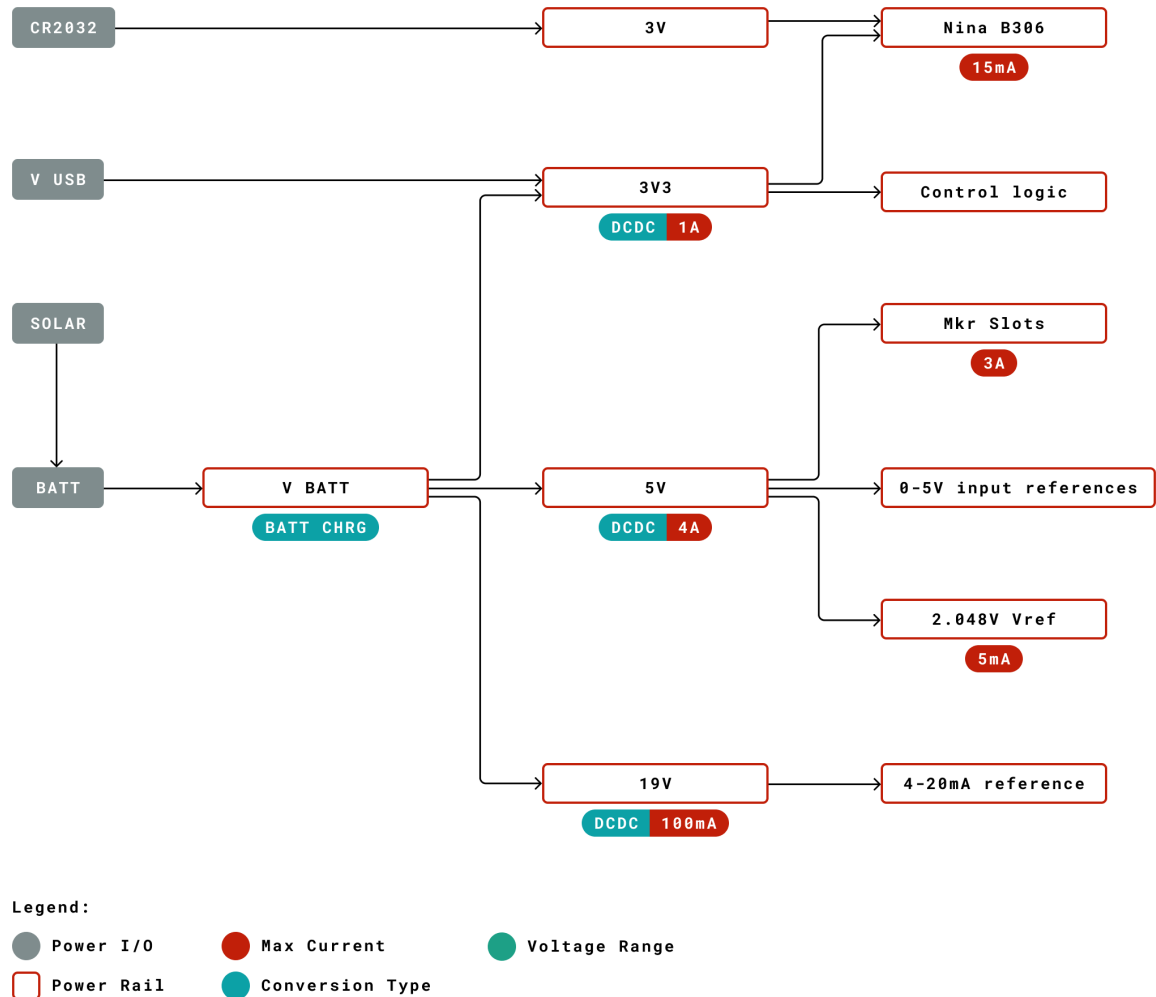 CR2032
3V
Nina B306
15mA
V USB
3V3
Control logic
DCDC 1A
SOLAR
Mkr Slots
3A
BATT
V BATT
5V
0-5V input references
BATT CHRG
DCDC 4A
2.048V Vref
5mA
19V
4-20mA reference
DCDC 100mA
Legend:
Power I/O
Max Current
Voltage Range
Power Rail
Conversion Type